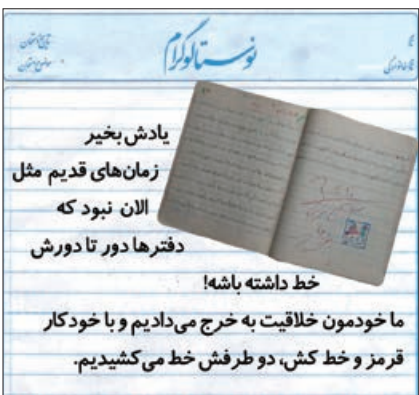 نوستالوگرام
یادش بخیر
زمان‌های قدیم مثل
الان نبود که
دفترها دور تا دورش
خط داشته باشه!
ما خودمون خلاقیت به خرج می‌دادیم و با خودکار
قرمز و خط کش، دو طرفش خط می‌کشیدیم.